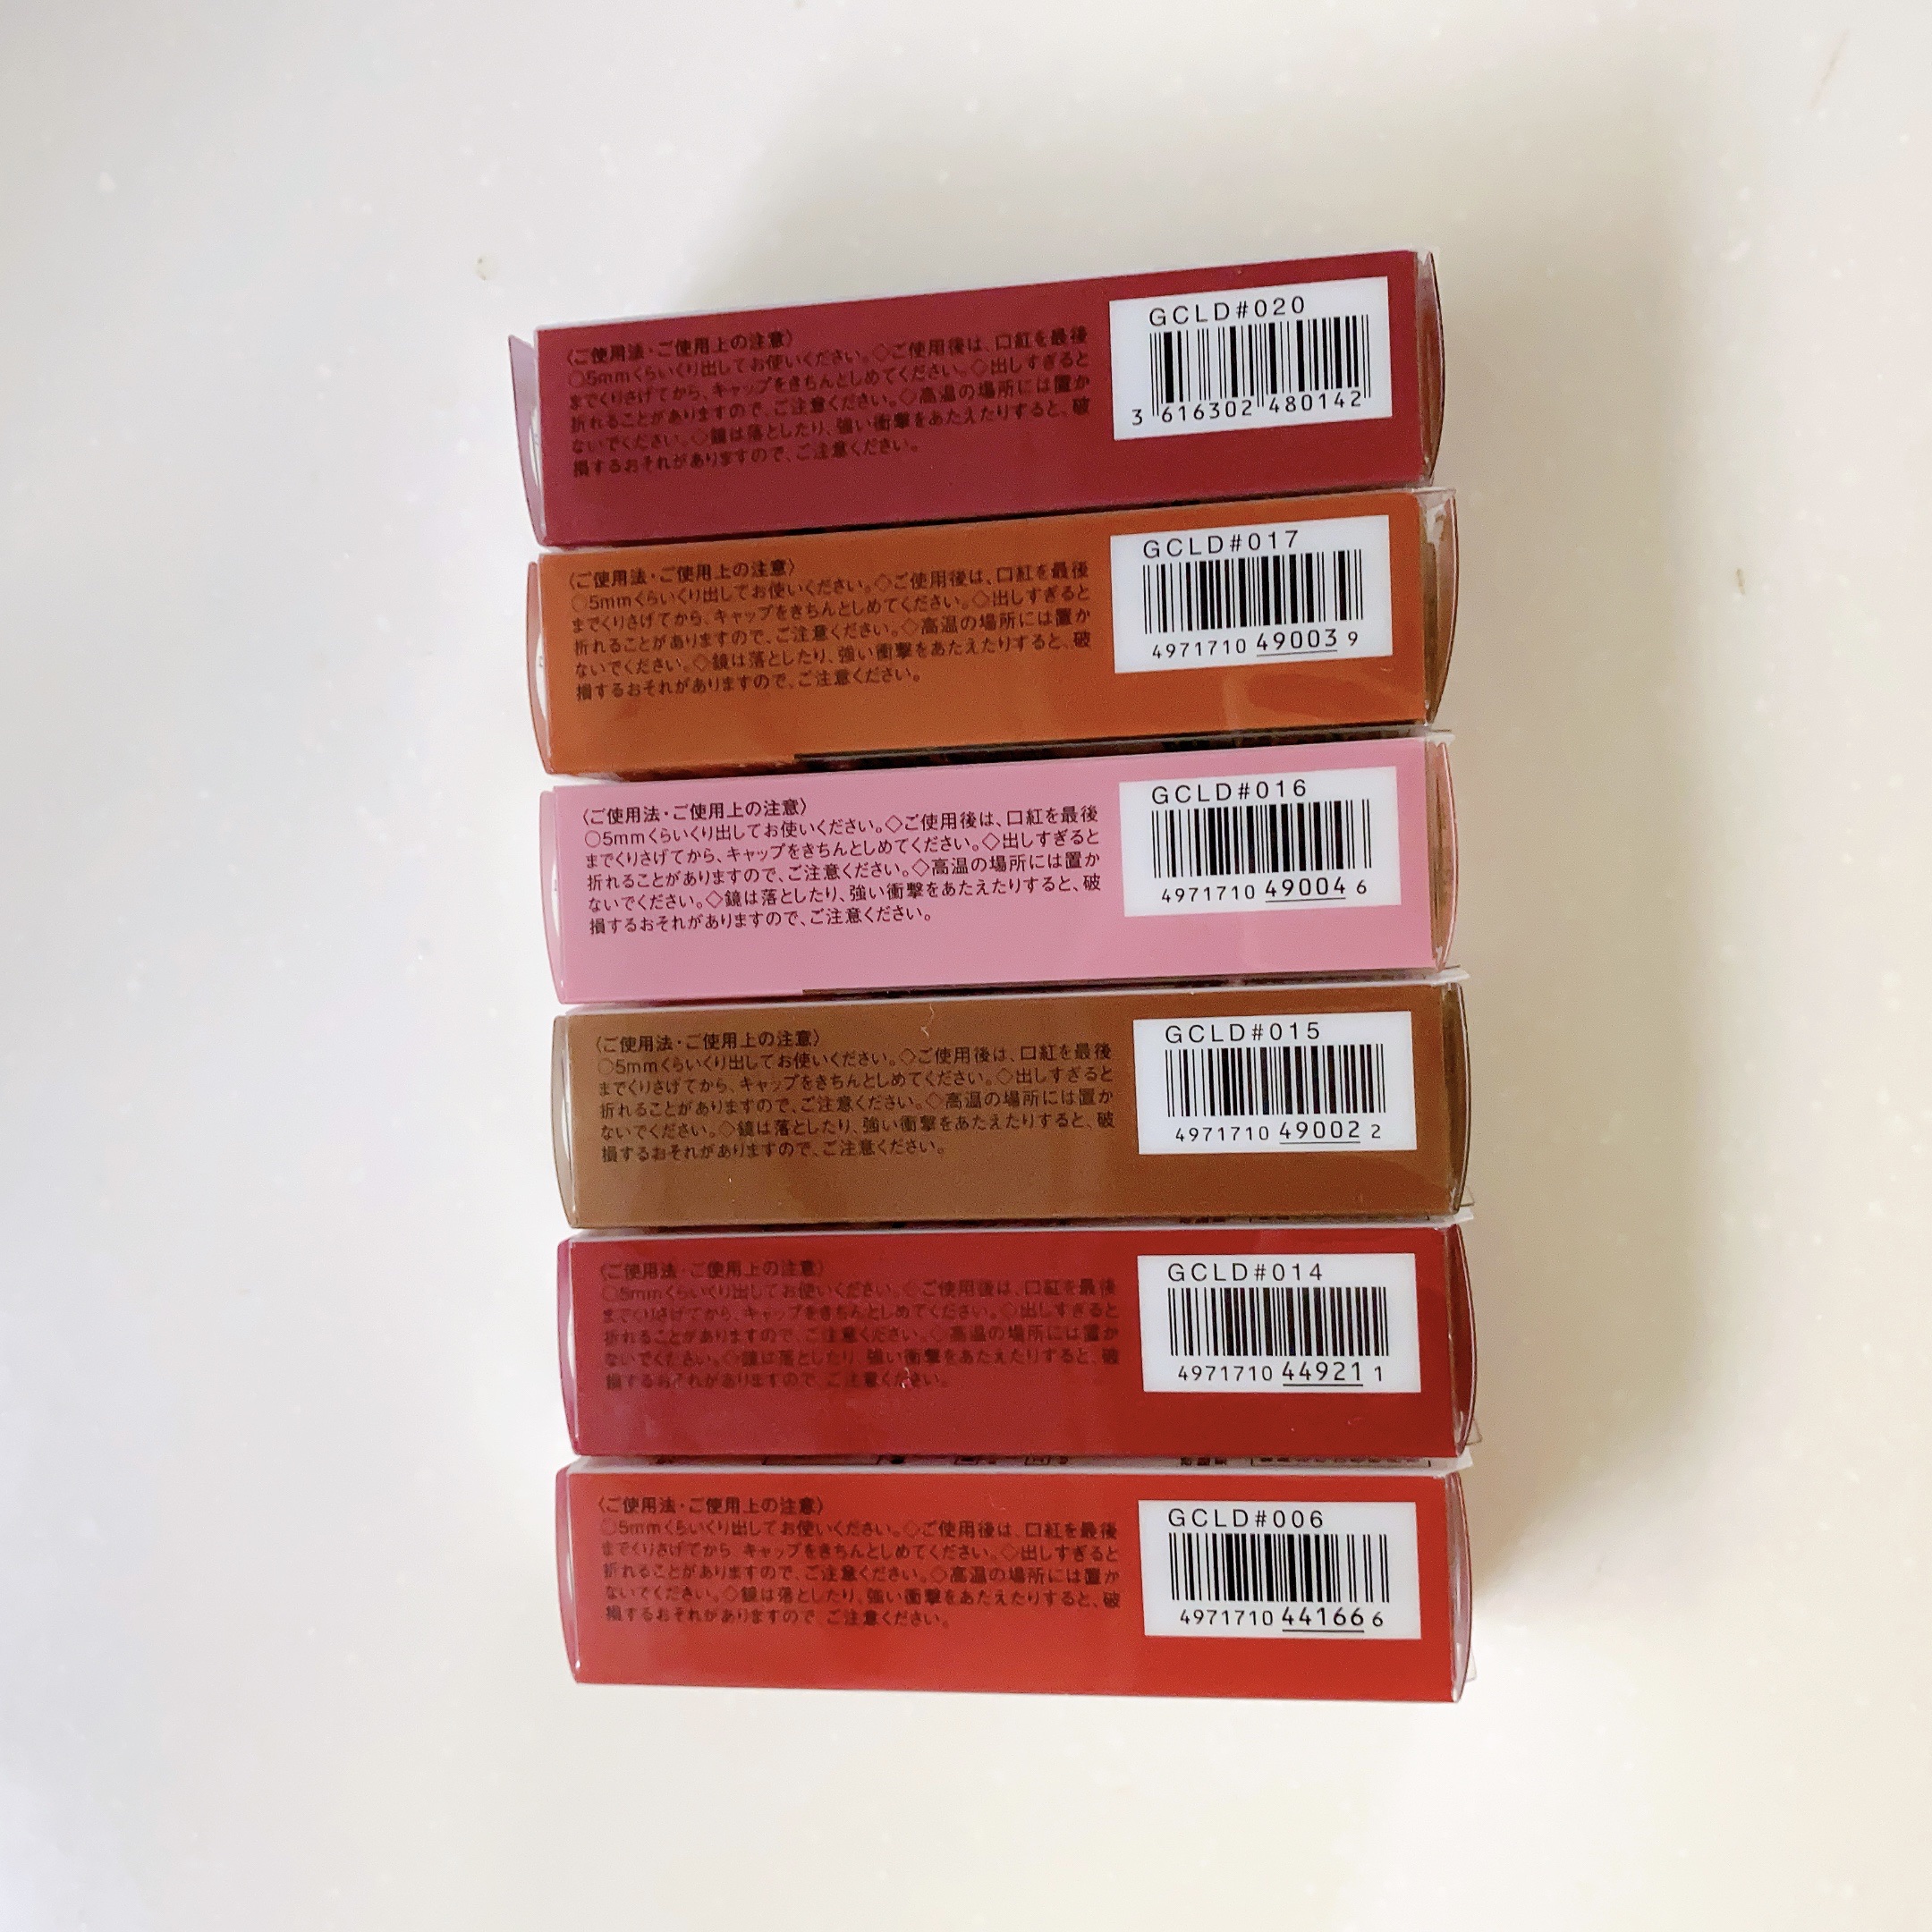 〈ご使用法・ご使用上の注意〉
○5mmくらいくり出してお使いください。◇ご使用後は、口紅を最後
までくりさげてから、キャップをきちんとしめてください。◇出しすぎると
折れることがありますので、ご注意ください。◇高温の場所には置か
ないでください。◇鏡は落としたり、強い衝撃をあたえたりすると、破
損するおそれがありますので、ご注意ください。
GCLD#020
3 616302 480142
〈ご使用法・ご使用上の注意〉
○5mmくらいくり出してお使いください。◇ご使用後は、口紅を最後
までくりさげてから、キャップをきちんとしめてください。◇出しすぎると
折れることがありますので、ご注意ください。◇高温の場所には置か
ないでください。◇鏡は落としたり、強い衝撃をあたえたりすると、破
損するおそれがありますので、ご注意ください。
GCLD#017
4971710 49003 9
〈ご使用法・ご使用上の注意〉
○5mmくらいくり出してお使いください。◇ご使用後は、口紅を最後
までくりさげてから、キャップをきちんとしめてください。◇出しすぎると
折れることがありますので、ご注意ください。◇高温の場所には置か
ないでください。◇鏡は落としたり、強い衝撃をあたえたりすると、破
損するおそれがありますので、ご注意ください。
GCLD#016
4971710 49004 6
〈ご使用法・ご使用上の注意〉
○5mmくらいくり出してお使いください。◇ご使用後は、口紅を最後
までくりさげてから、キャップをきちんとしめてください。◇出しすぎると
折れることがありますので、ご注意ください。◇高温の場所には置か
ないでください。◇鏡は落としたり、強い衝撃をあたえたりすると、破
損するおそれがありますので、ご注意ください。
GCLD#015
4971710 49002 2
〈ご使用法・ご使用上の注意〉
○5mmくらいくり出してお使いください。◇ご使用後は、口紅を最後
までくりさげてから、キャップをきちんとしめてください。◇出しすぎると
折れることがありますので、ご注意ください。◇高温の場所には置か
ないでください。◇鏡は落としたり、強い衝撃をあたえたりすると、破
損するおそれがありますので、ご注意ください。
GCLD#014
4971710 44921 1
〈ご使用法・ご使用上の注意〉
○5mmくらいくり出してお使いください。◇ご使用後は、口紅を最後
までくりさげてから、キャップをきちんとしめてください。◇出しすぎると
折れることがありますので、ご注意ください。◇高温の場所には置か
ないでください。◇鏡は落としたり、強い衝撃をあたえたりすると、破
損するおそれがありますので、ご注意ください。
GCLD#006
4971710 44166 6